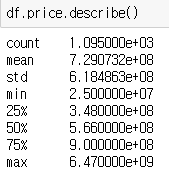 df.price.describe()
count 1.095000e+03
mean 7.290732e+08
std 6.184863e+08
min 2.500000e+07
25% 3.480000e+08
50% 5.660000e+08
75% 9.000000e+08
max 6.470000e+09